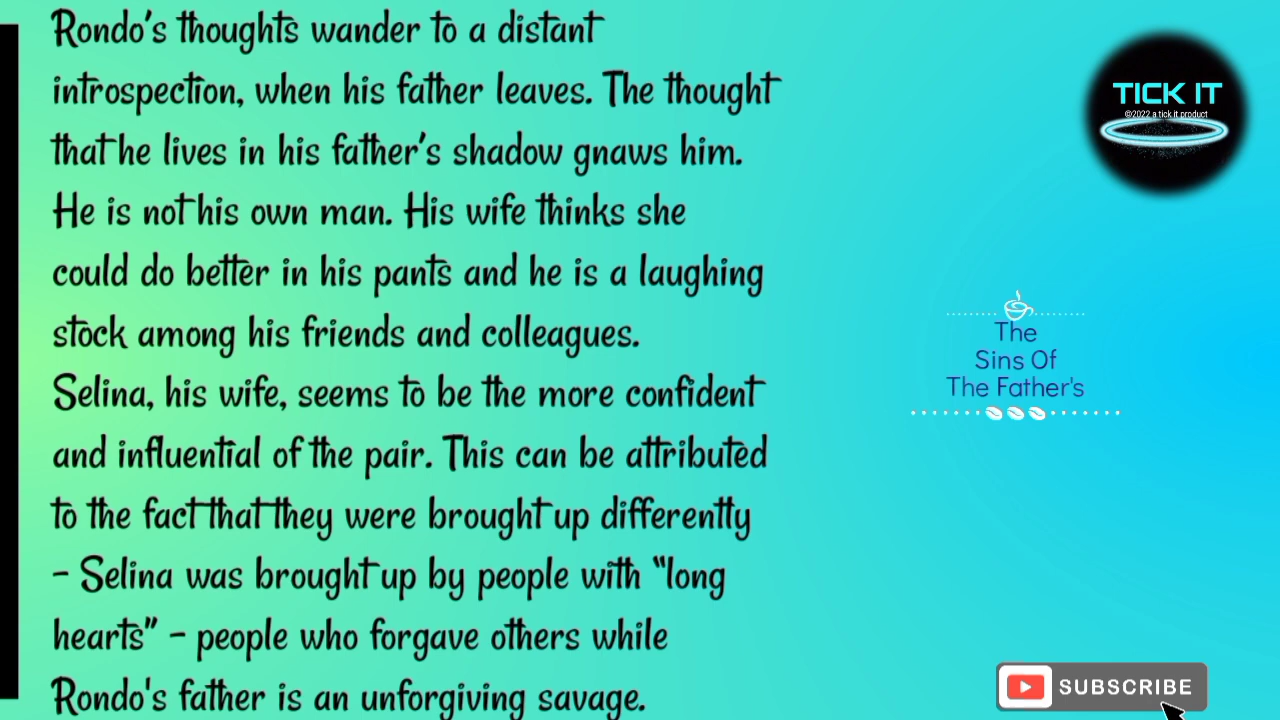 Rondo's thoughts wander to a distant
introspection, when his father leaves. The thought
that he lives in his father's shadow gnaws him.
He is not his own man. His wife thinks she
could do better in his pants and he is a laughing
stock among his friends and colleagues.
Selina, his wife, seems to be the more confident
and influential of the pair. This can be attributed
to the fact that they were brought up differently
- Selina was brought up by people with “long
hearts” - people who forgave others while
Rondo's father is an unforgiving savage.
TICK IT
©2022 a tick it product
The
Sins Of
The Father's
SUBSCRIBE